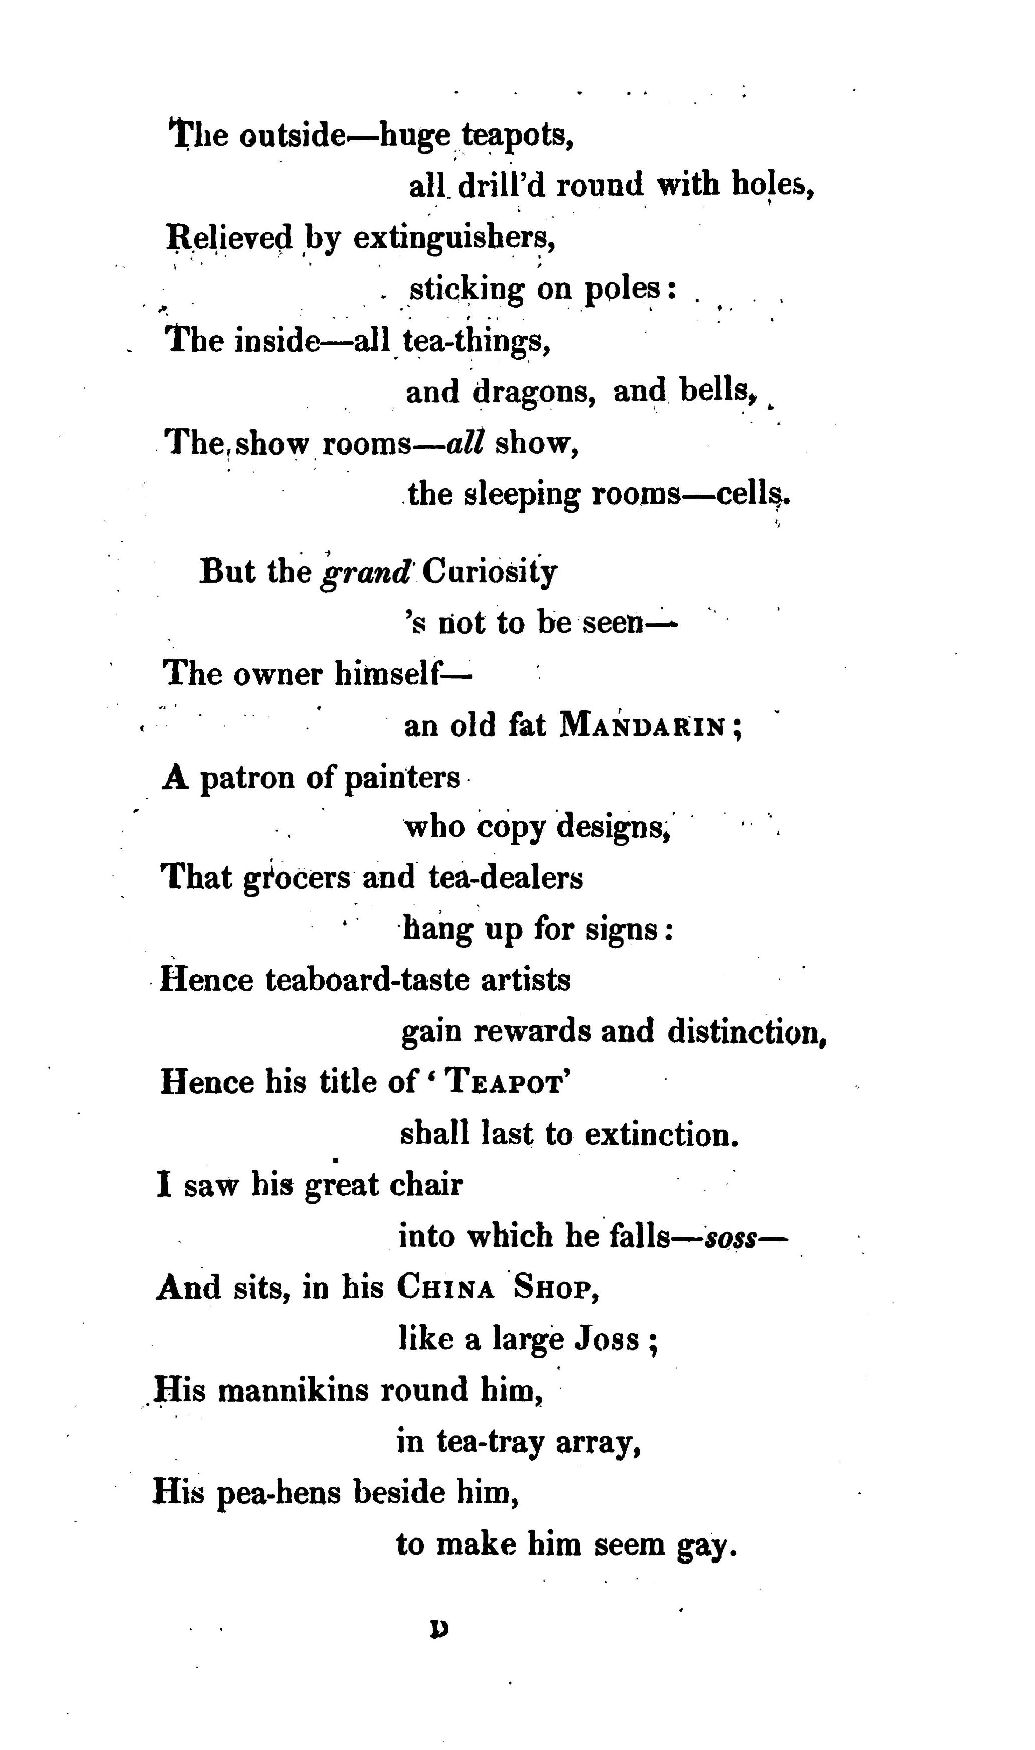 The outside—huge teapots,
all drill'd round with holes,
Relieved by extinguishers,
sticking on poles:
The inside—all tea-things,
and dragons, and bells,
The show rooms—all show,
the sleeping rooms—cells.
But the grand Curiosity
's not to be seen—
The owner himself—
an old fat MANDARIN;
A patron of painters
who copy designs,
That grocers and tea-dealers
hang up for signs:
Hence teaboard-taste artists
gain rewards and distinction,
Hence his title of ‘TEAPOT’
shall last to extinction.
I saw his great chair
into which he falls—soss—
And sits, in his CHINA SHOP,
like a large Joss;
His mannikins round him,
in tea-tray array,
His pea-hens beside him,
to make him seem gay.
D